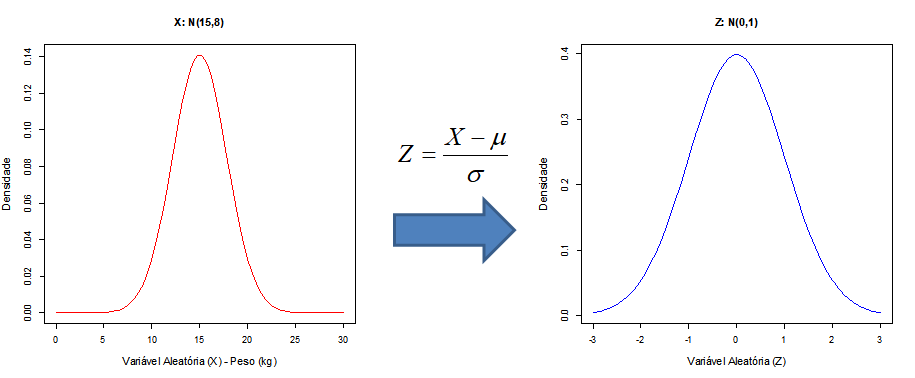 X: N(15,8)
Densidade
0.14
0.12
0.10
0.08
0.06
0.04
0.02
0.00
0 5 10 15 20 25 30
Variável Aleatória (X) - Peso (kg)
Z = X − μ / σ
Z: N(0,1)
Densidade
0.4
0.3
0.2
0.1
0.0
-3 -2 -1 0 1 2 3
Variável Aleatória (Z)